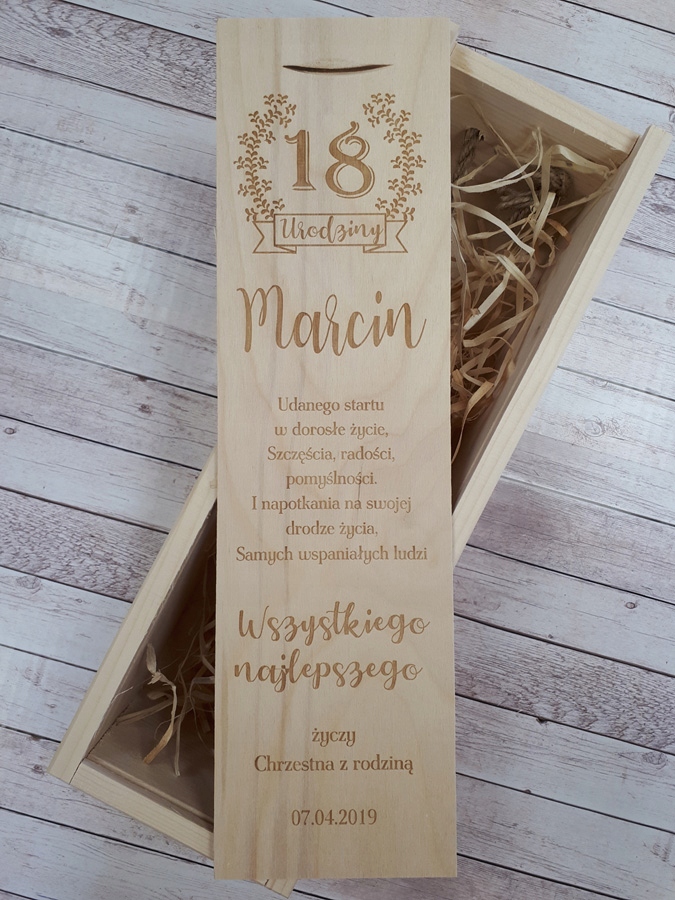 18
Urodziny
Marcin
Udanego startu
w dorosłe życie,
Szczęścia, radości,
pomyślności.
I napotkania na swojej
drodze życia,
Samych wspaniałych ludzi
Wszystkiego
najlepszego
życzy
Chrzestna z rodziną
07.04.2019